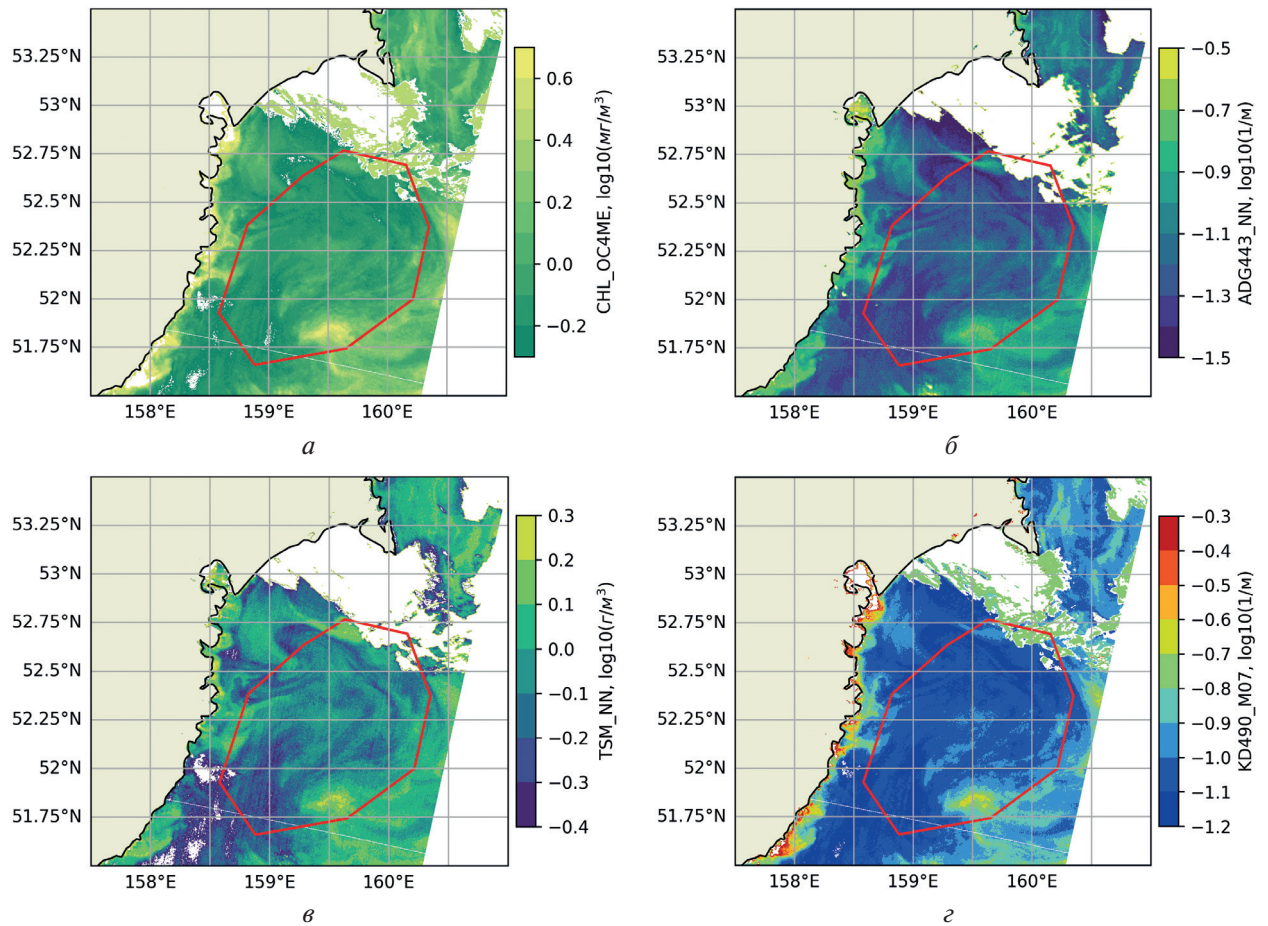 53.25°N
53°N
52.75°N
52.5°N
52.25°N
52°N
51.75°N
158°E 159°E 160°E
0.6
0.4
0.2
0.0
−0.2
CHL_OC4ME, log10(мг/м³)
а
53.25°N
53°N
52.75°N
52.5°N
52.25°N
52°N
51.75°N
158°E 159°E 160°E
−0.5
−0.7
−0.9
−1.1
−1.3
−1.5
ADG443_NN, log10(1/м)
б
53.25°N
53°N
52.75°N
52.5°N
52.25°N
52°N
51.75°N
158°E 159°E 160°E
0.3
0.2
0.1
0.0
−0.1
−0.2
−0.3
−0.4
TSM_NN, log10(г/м³)
в
53.25°N
53°N
52.75°N
52.5°N
52.25°N
52°N
51.75°N
158°E 159°E 160°E
−0.3
−0.4
−0.5
−0.6
−0.7
−0.8
−0.9
−1.0
−1.1
−1.2
KD490_M07, log10(1/м)
г